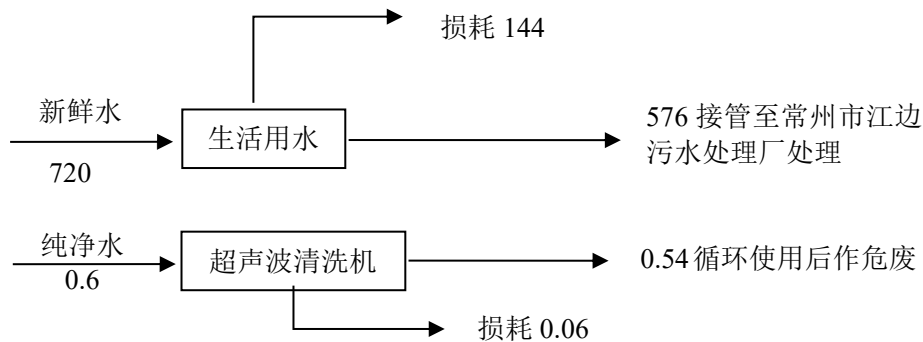 损耗 144
新鲜水
720
生活用水
576 接管至常州市江边
污水处理厂处理
纯净水
0.6
超声波清洗机
0.54 循环使用后作危废
损耗 0.06